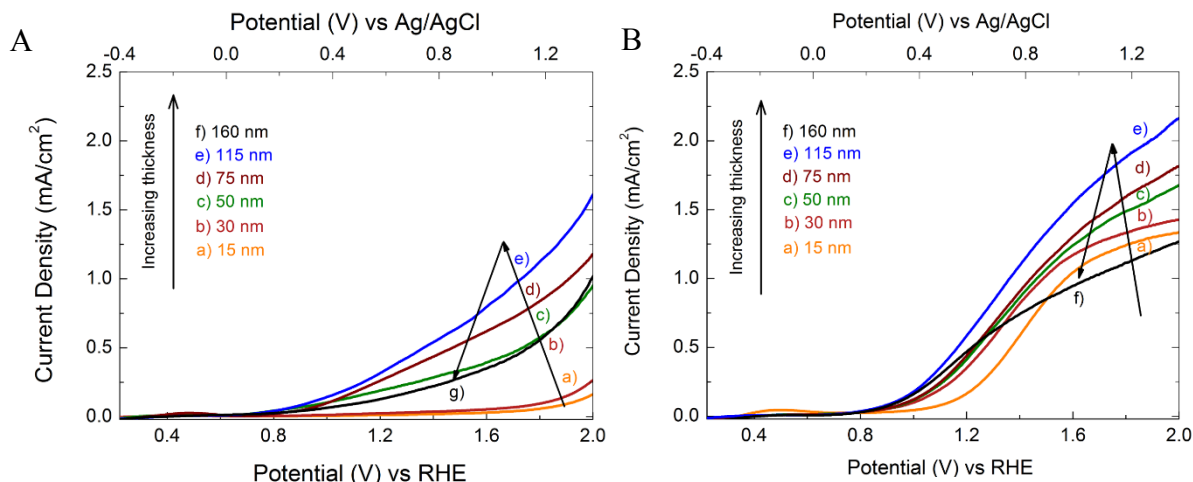 A
Potential (V) vs Ag/AgCl
-0.4 0.0 0.4 0.8 1.2
2.5
2.0
1.5
1.0
0.5
0.0
Current Density (mA/cm²)
Increasing thickness
f) 160 nm
e) 115 nm
d) 75 nm
c) 50 nm
b) 30 nm
a) 15 nm
e)
d)
c)
b)
a)
g)
0.4 0.8 1.2 1.6 2.0
Potential (V) vs RHE
B
Potential (V) vs Ag/AgCl
-0.4 0.0 0.4 0.8 1.2
2.5
2.0
1.5
1.0
0.5
0.0
Current Density (mA/cm²)
Increasing thickness
f) 160 nm
e) 115 nm
d) 75 nm
c) 50 nm
b) 30 nm
a) 15 nm
e)
d)
c)
b)
a)
f)
0.4 0.8 1.2 1.6 2.0
Potential (V) vs RHE